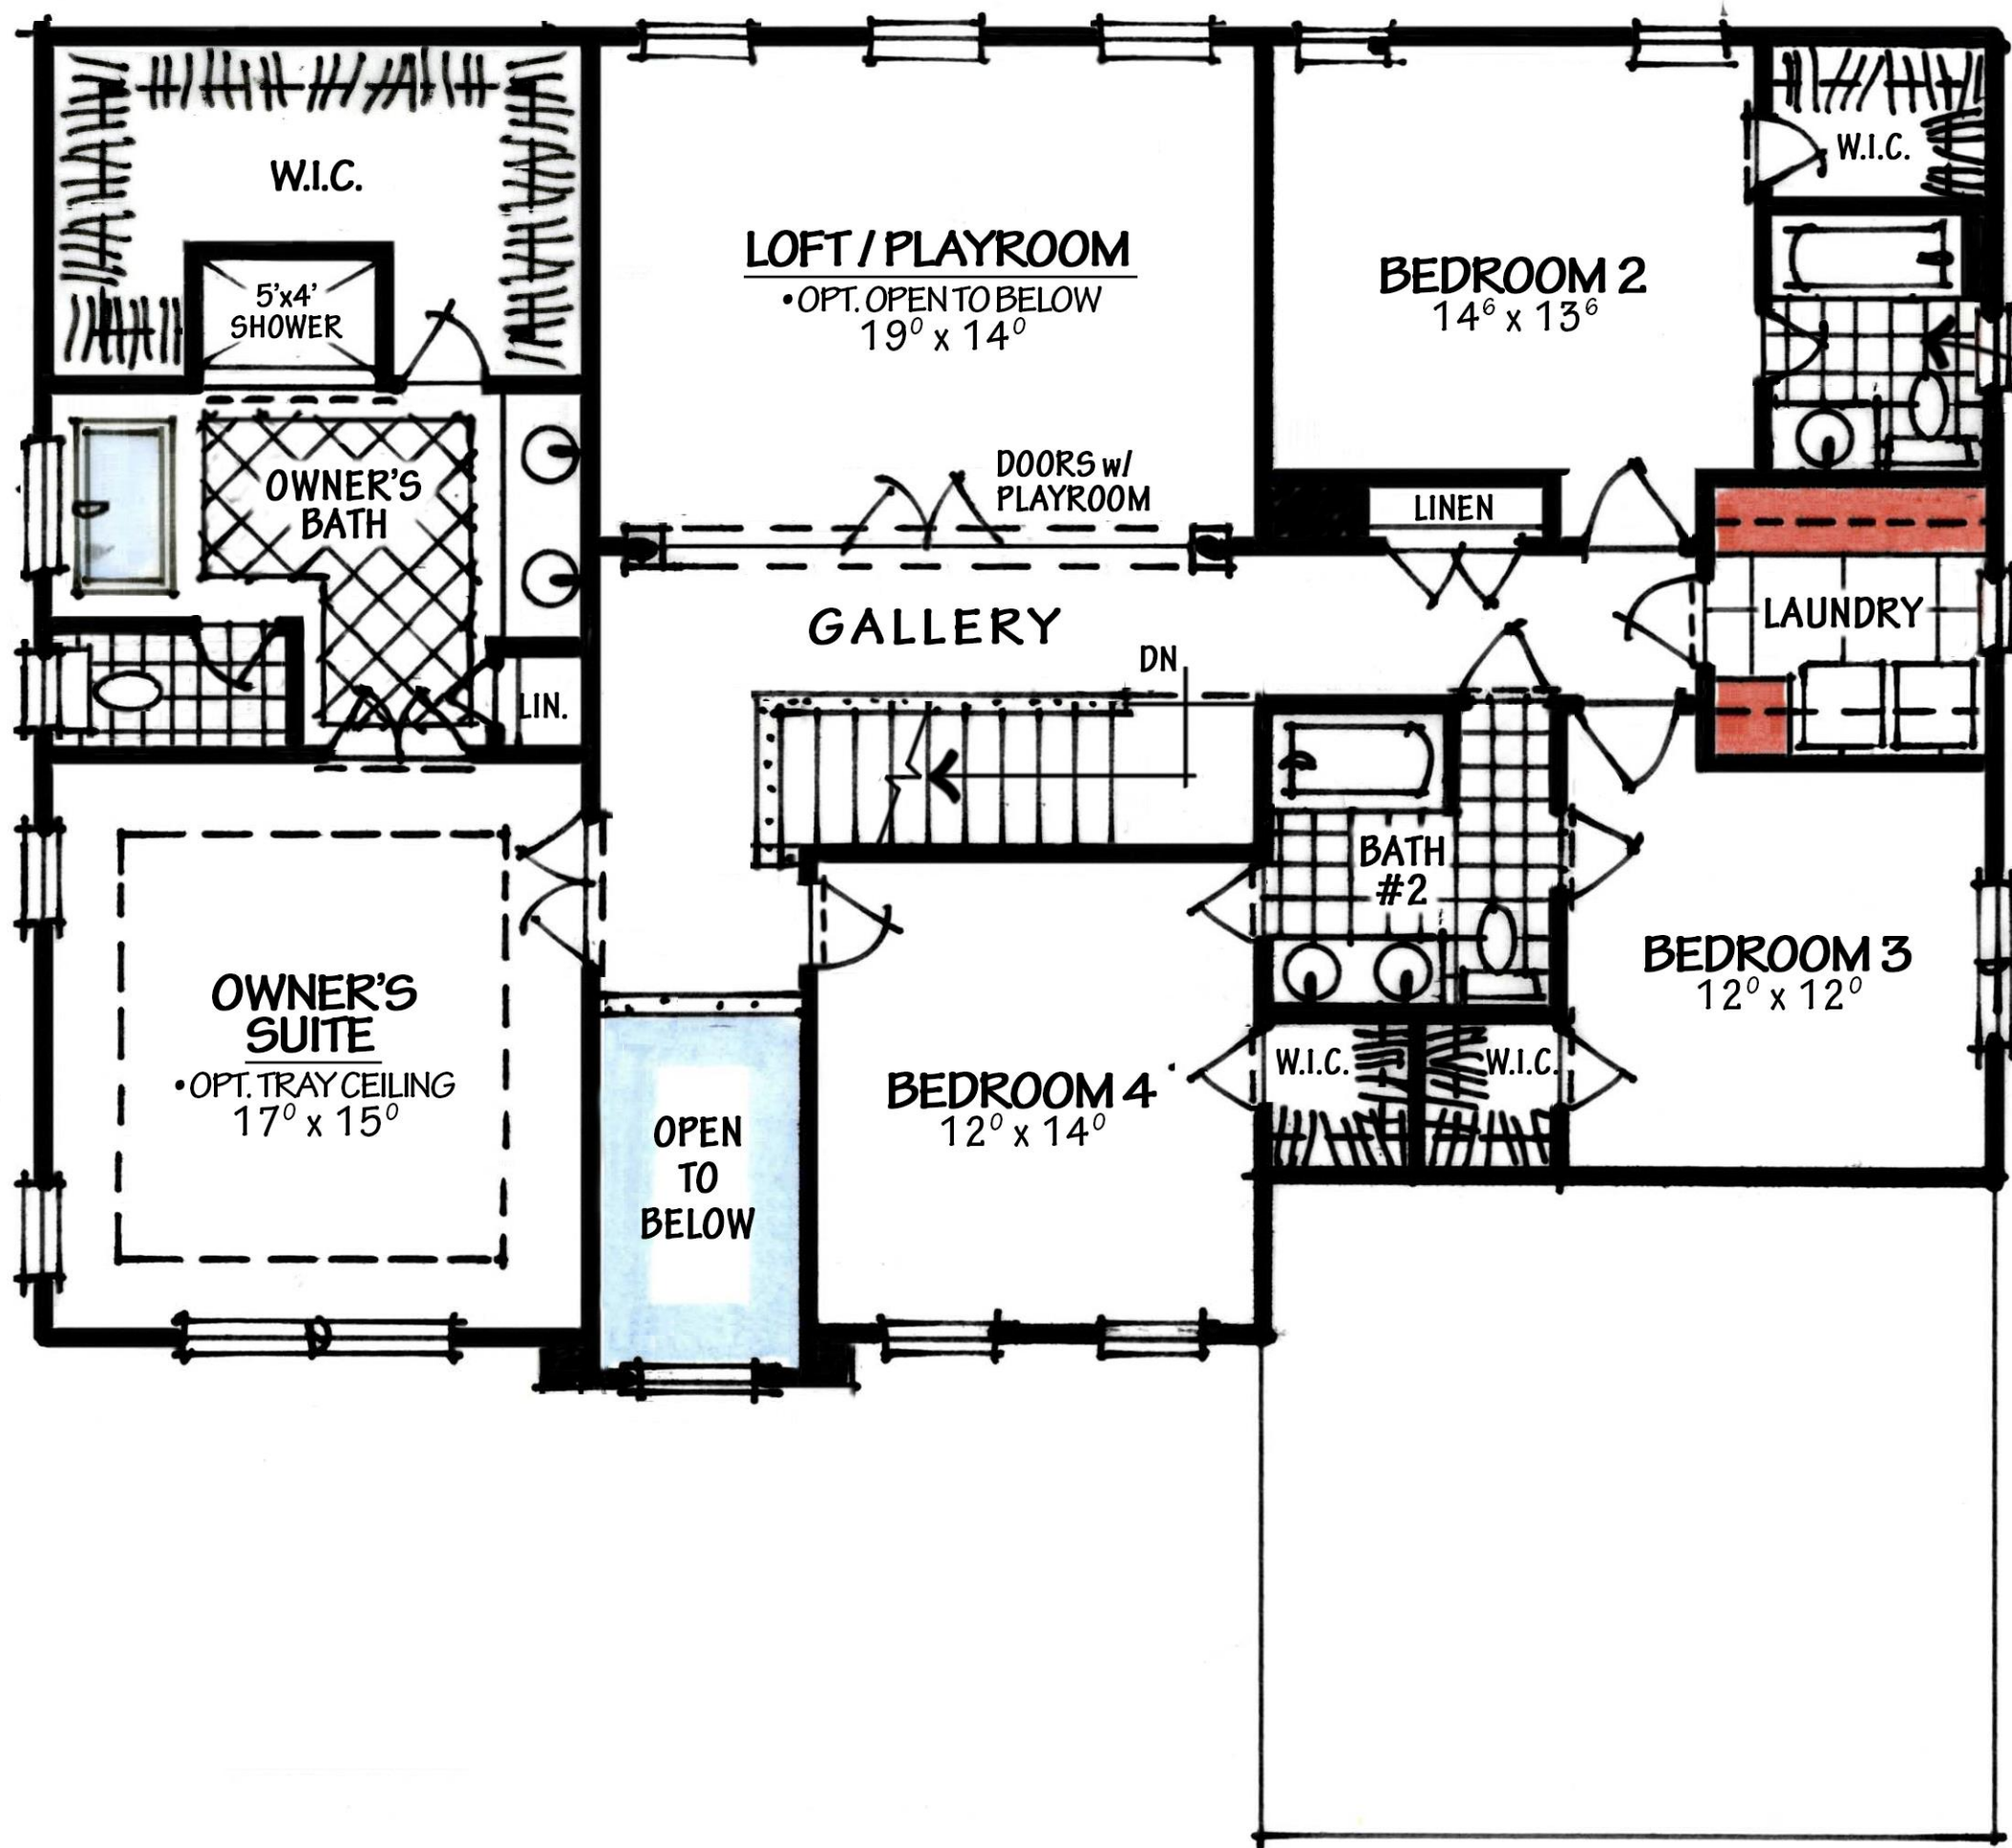 W.I.C.
5'x4'
SHOWER
OWNER'S
BATH
LIN.
OWNER'S
SUITE
•OPT. TRAY CEILING
17⁰ x 15⁰
LOFT / PLAYROOM
•OPT. OPEN TO BELOW
19⁰ x 14⁰
DOORS w/
PLAYROOM
GALLERY
DN
OPEN
TO
BELOW
BEDROOM 2
14⁶ x 13⁶
W.I.C.
LINEN
LAUNDRY
BATH
#2
BEDROOM 3
12⁰ x 12⁰
BEDROOM 4
12⁰ x 14⁰
W.I.C.
W.I.C.